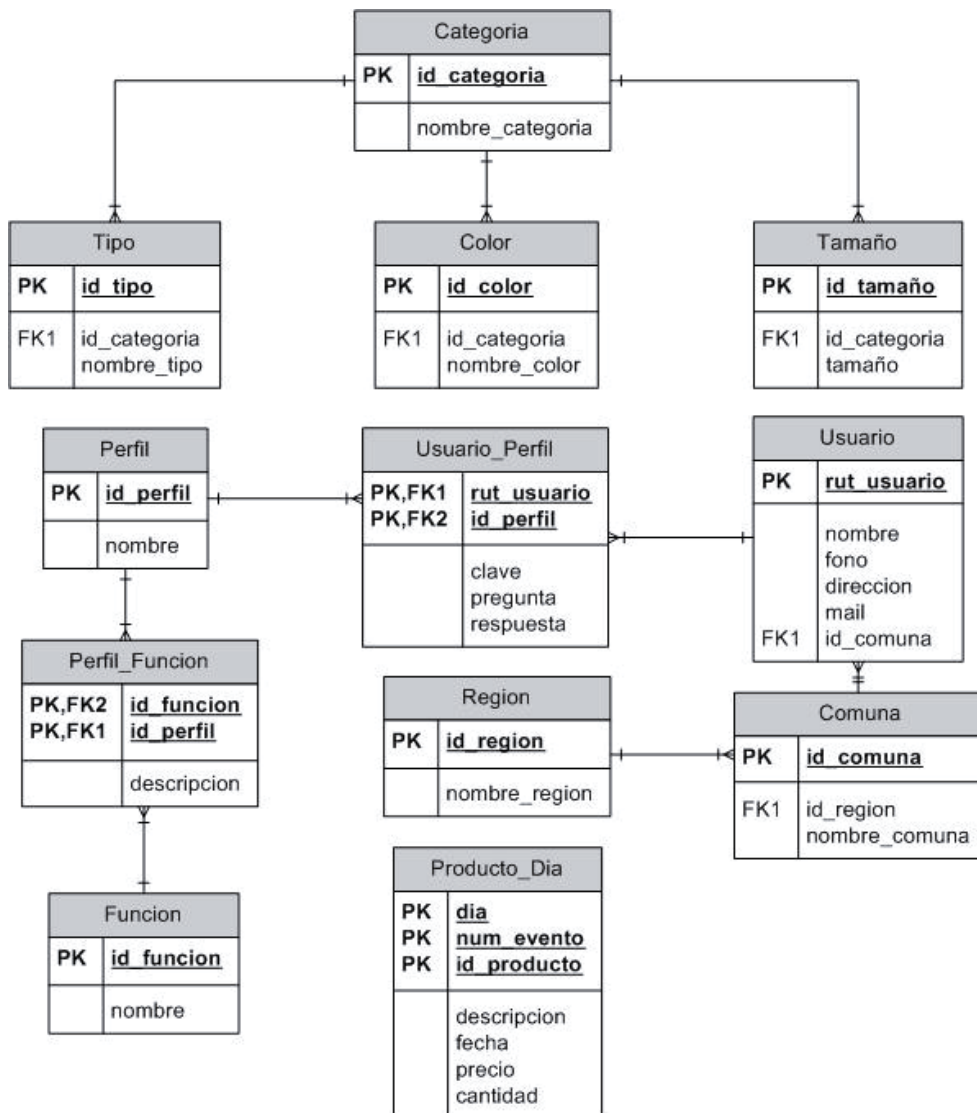 Categoria
PK id_categoria
nombre_categoria
Tipo
PK id_tipo
FK1 id_categoria
nombre_tipo
Color
PK id_color
FK1 id_categoria
nombre_color
Tamaño
PK id_tamaño
FK1 id_categoria
tamaño
Perfil
PK id_perfil
nombre
Usuario_Perfil
PK,FK1 rut_usuario
PK,FK2 id_perfil
clave
pregunta
respuesta
Usuario
PK rut_usuario
nombre
fono
direccion
mail
FK1 id_comuna
Perfil_Funcion
PK,FK2 id_funcion
PK,FK1 id_perfil
descripcion
Region
PK id_region
nombre_region
Comuna
PK id_comuna
FK1 id_region
nombre_comuna
Funcion
PK id_funcion
nombre
Producto_Dia
PK dia
PK num_evento
PK id_producto
descripcion
fecha
precio
cantidad